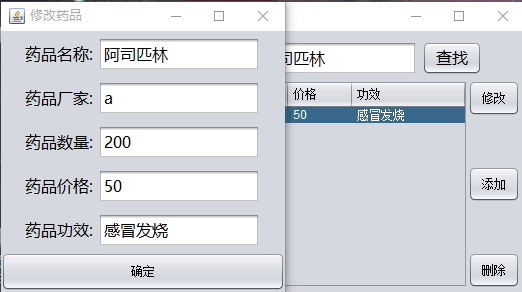 修改药品
药品名称: 阿司匹林
药品厂家: a
药品数量: 200
药品价格: 50
药品功效: 感冒发烧
确定
司匹林 查找
价格 功效
50 感冒发烧
修改
添加
删除